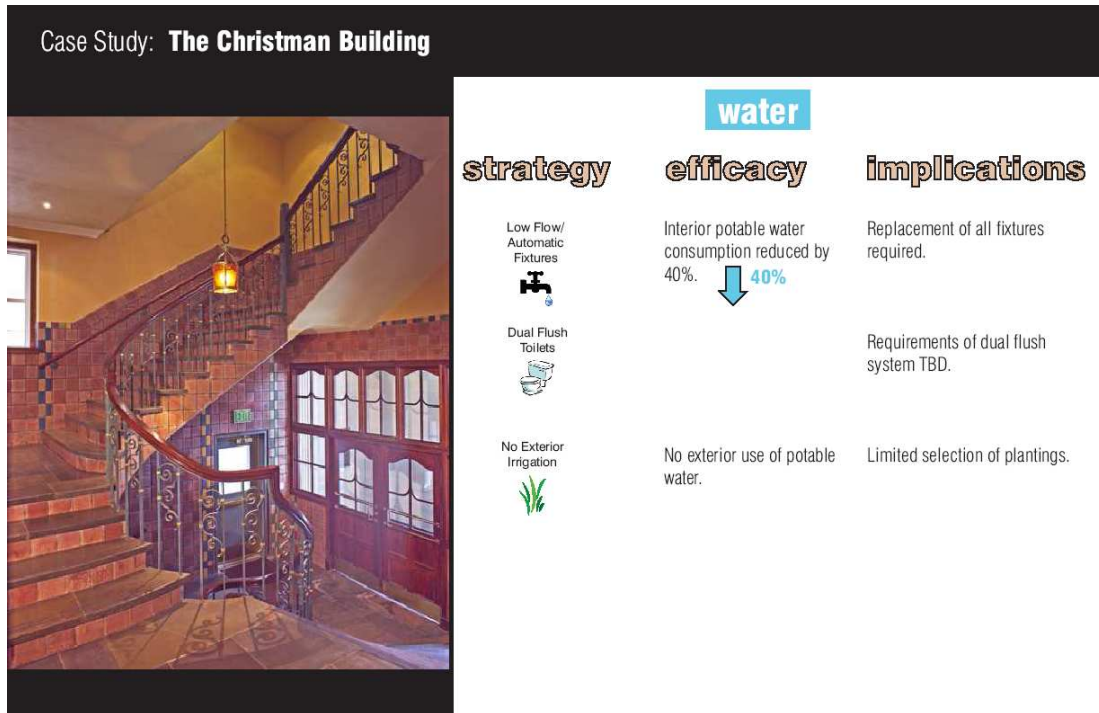 Case Study: The Christman Building
water
strategy efficacy implications
Low Flow/
Automatic
Fixtures
Interior potable water
consumption reduced by
40%.
40%
Replacement of all fixtures
required.
Dual Flush
Toilets
Requirements of dual flush
system TBD.
No Exterior
Irrigation
No exterior use of potable
water.
Limited selection of plantings.
EXIT